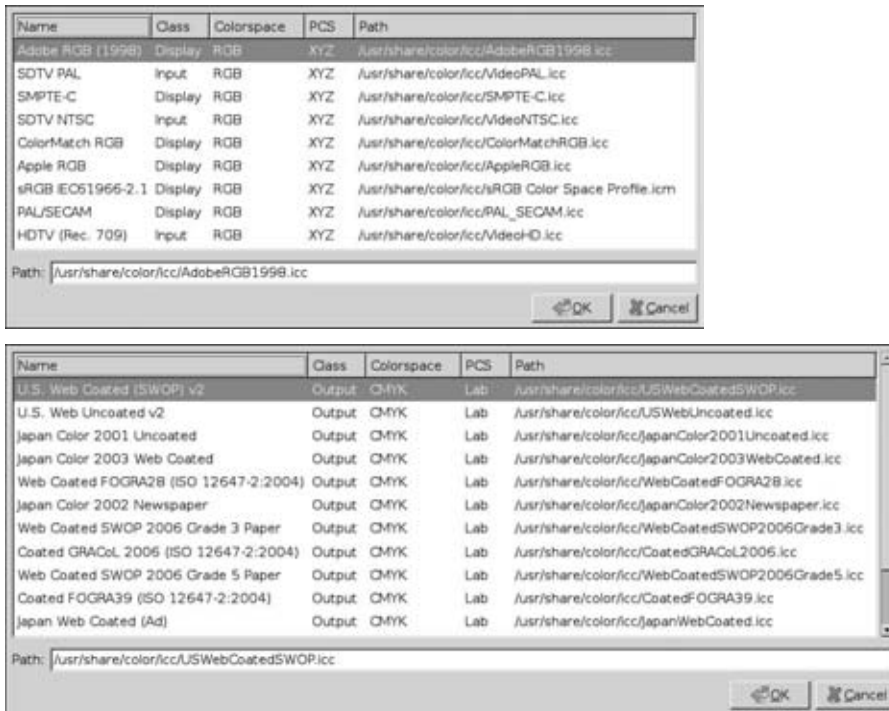 Name Class Colorspace PCS Path
Adobe RGB (1998) Display RGB XYZ /usr/share/color/icc/AdobeRGB1998.icc
SDTV PAL Input RGB XYZ /usr/share/color/icc/VideoPAL.icc
SMPTE-C Display RGB XYZ /usr/share/color/icc/SMPTE-C.icc
SDTV NTSC Input RGB XYZ /usr/share/color/icc/VideoNTSC.icc
ColorMatch RGB Display RGB XYZ /usr/share/color/icc/ColorMatchRGB.icc
Apple RGB Display RGB XYZ /usr/share/color/icc/AppleRGB.icc
sRGB IEC61966-2.1 Display RGB XYZ /usr/share/color/icc/sRGB Color Space Profile.icm
PAL/SECAM Display RGB XYZ /usr/share/color/icc/PAL_SECAM.icc
HDTV (Rec. 709) Input RGB XYZ /usr/share/color/icc/VideoHD.icc
Path: /usr/share/color/icc/AdobeRGB1998.icc
OK Cancel
Name Class Colorspace PCS Path
U.S. Web Coated (SWOP) v2 Output CMYK Lab /usr/share/color/icc/USWebCoatedSWOP.icc
U.S. Web Uncoated v2 Output CMYK Lab /usr/share/color/icc/USWebUncoated.icc
Japan Color 2001 Uncoated Output CMYK Lab /usr/share/color/icc/JapanColor2001Uncoated.icc
Japan Color 2003 Web Coated Output CMYK Lab /usr/share/color/icc/JapanColor2003WebCoated.icc
Web Coated FOGRA28 (ISO 12647-2:2004) Output CMYK Lab /usr/share/color/icc/WebCoatedFOGRA28.icc
Japan Color 2002 Newspaper Output CMYK Lab /usr/share/color/icc/JapanColor2002Newspaper.icc
Web Coated SWOP 2006 Grade 3 Paper Output CMYK Lab /usr/share/color/icc/WebCoatedSWOP2006Grade3.icc
Coated GRACoL 2006 (ISO 12647-2:2004) Output CMYK Lab /usr/share/color/icc/CoatedGRACoL2006.icc
Web Coated SWOP 2006 Grade 5 Paper Output CMYK Lab /usr/share/color/icc/WebCoatedSWOP2006Grade5.icc
Coated FOGRA39 (ISO 12647-2:2004) Output CMYK Lab /usr/share/color/icc/CoatedFOGRA39.icc
Japan Web Coated (Ad) Output CMYK Lab /usr/share/color/icc/JapanWebCoated.icc
Path: /usr/share/color/icc/USWebCoatedSWOP.icc
OK Cancel